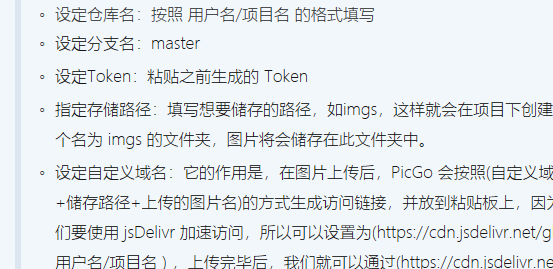 设定仓库名：按照 用户名/项目名 的格式填写
设定分支名：master
设定Token：粘贴之前生成的 Token
指定存储路径：填写想要储存的路径，如imgs，这样就会在项目下创建
个名为 imgs 的文件夹，图片将会储存在此文件夹中。
设定自定义域名：它的作用是，在图片上传后，PicGo 会按照(自定义域
+储存路径+上传的图片名)的方式生成访问链接，并放到粘贴板上，因为
们要使用 jsDelivr 加速访问，所以可以设置为(https://cdn.jsdelivr.net/g
用户名/项目名 ) ，上传完毕后，我们就可以通过(https://cdn.jsdelivr.net